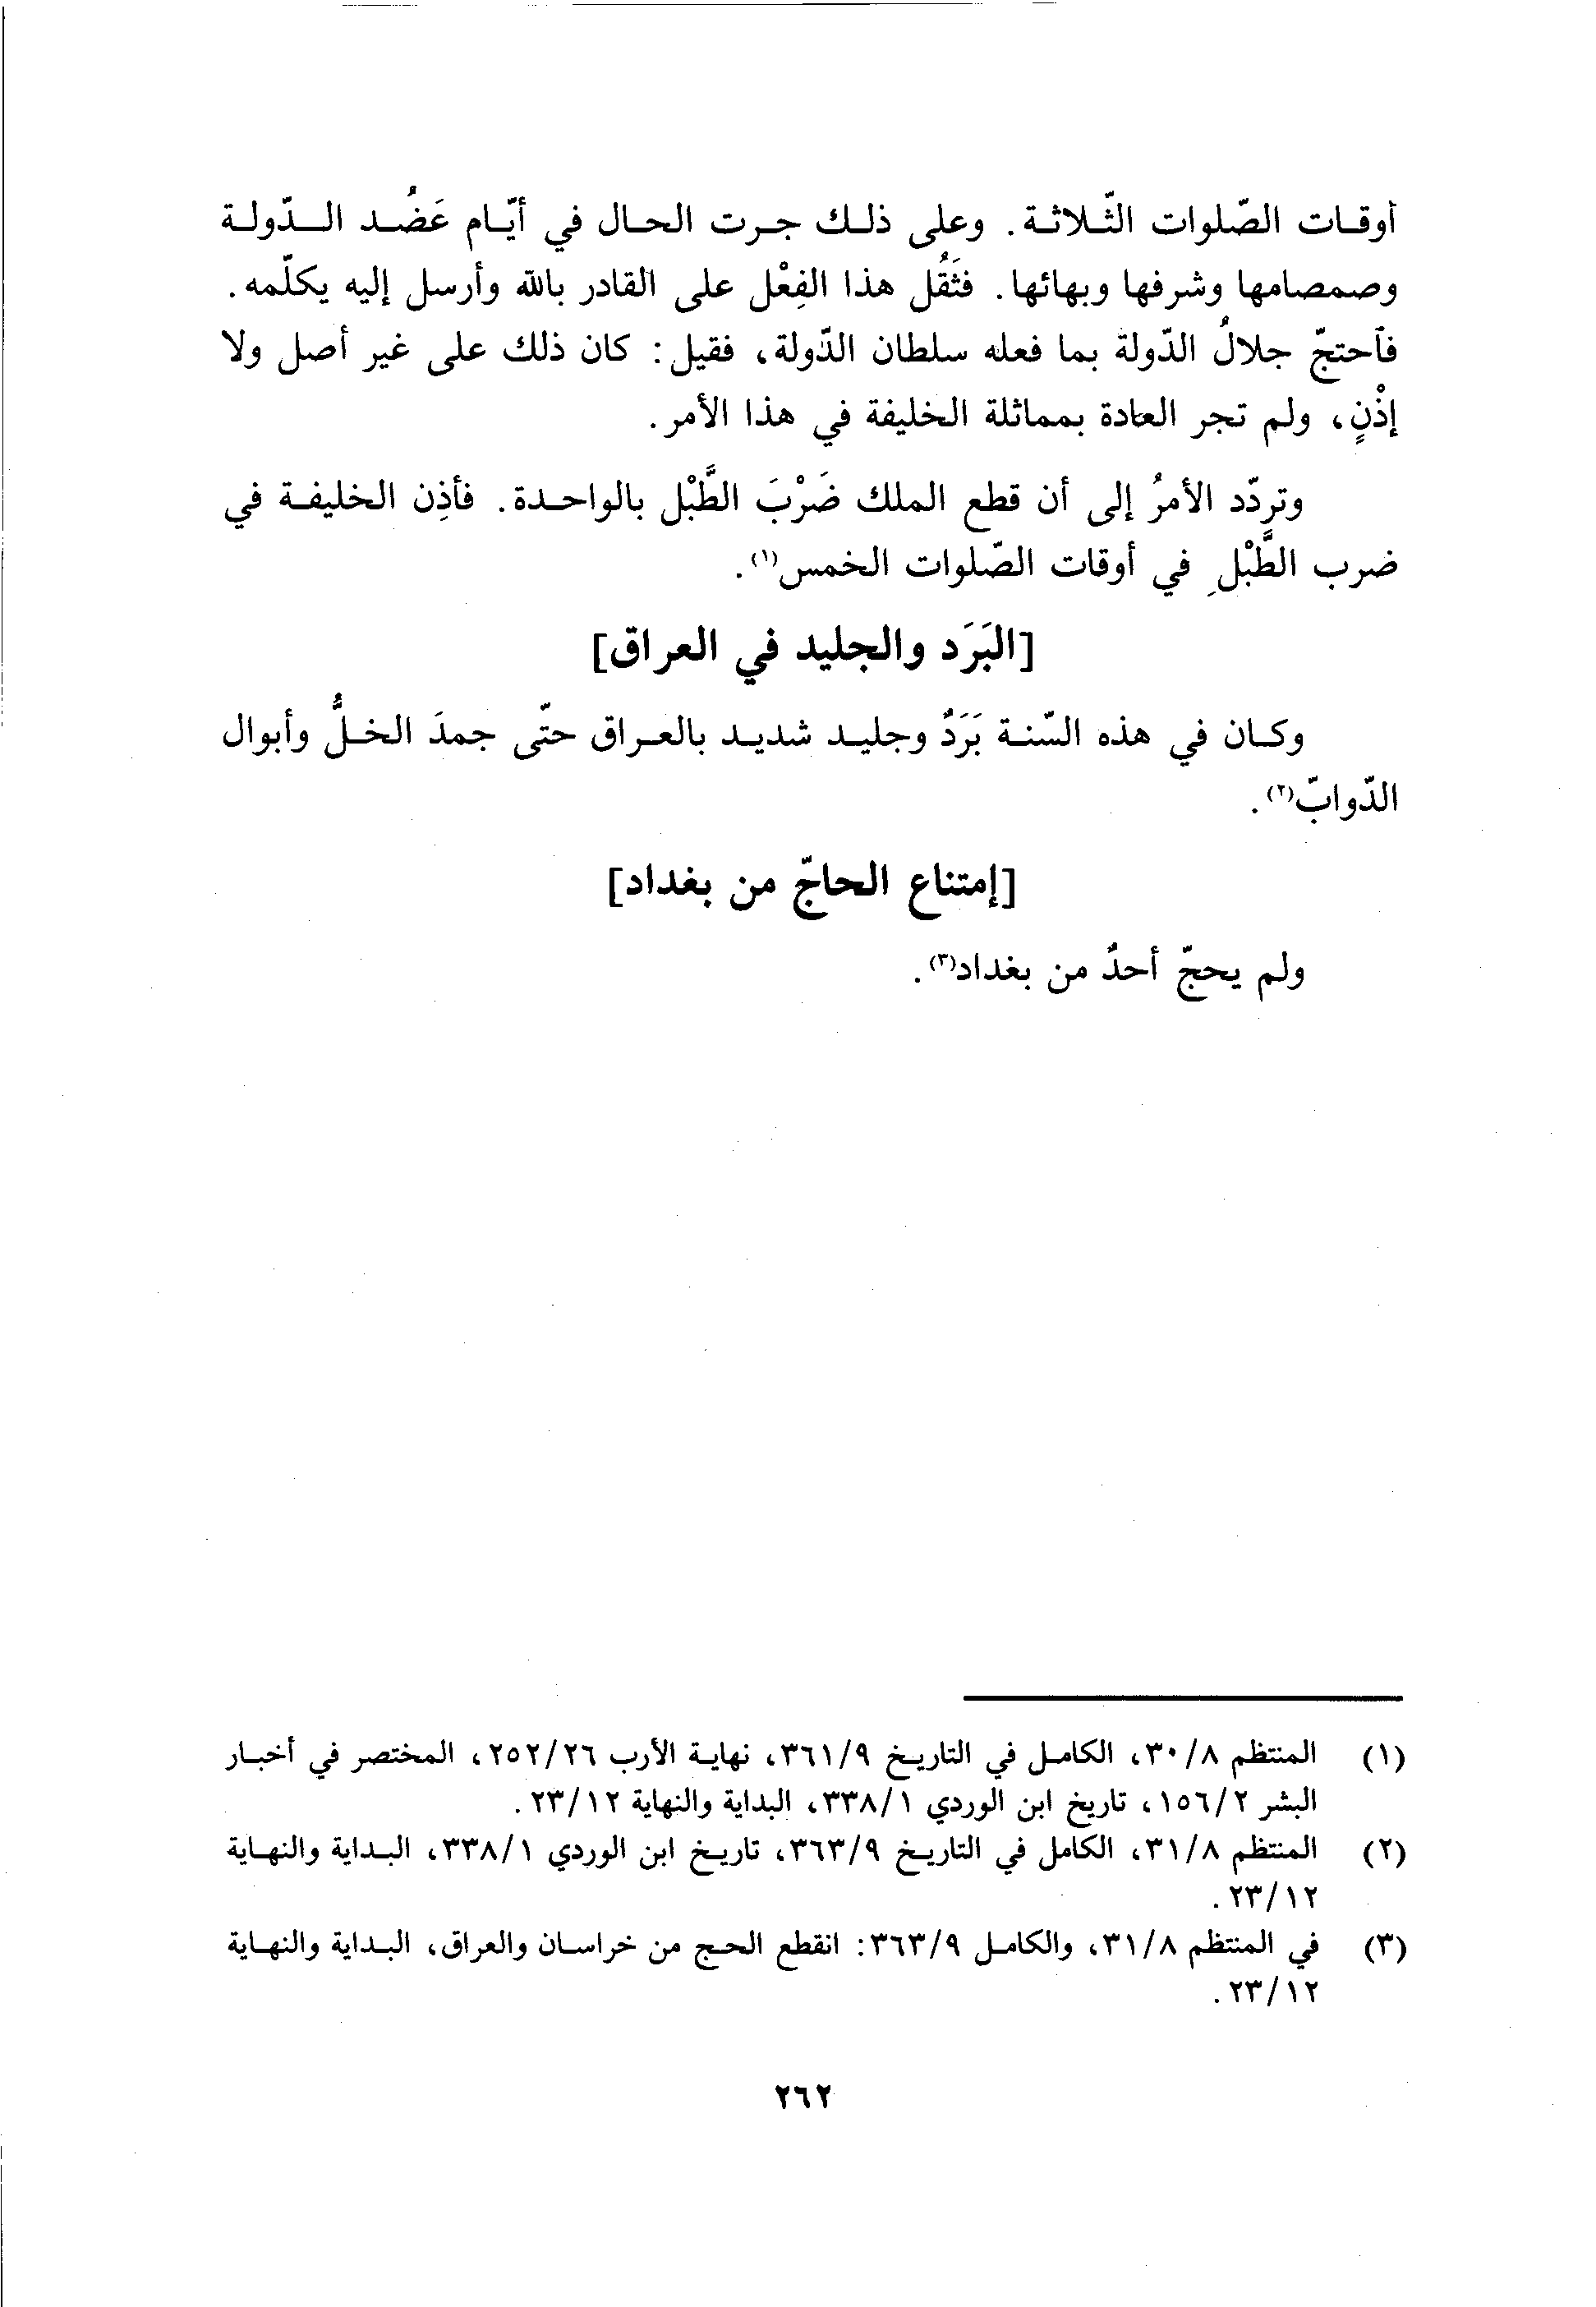 أوقات الصّلوات الثّلاثة. وعلى ذلك جرت الحال في أيّام عَضُد الدّولة
وصمصامها وشرفها وبهائها. فثَقُل هذا الفِعْل على القادر بالله وأرسل إليه يكلّمه.
فآحتجّ جلالُ الدّولة بما فعله سلطان الدّولة، فقيل: كان ذلك على غير أصل ولا
إذْنٍ، ولم تجر العادة بمماثلة الخليفة في هذا الأمر.
وتردّد الأمرُ إلى أن قطع الملك ضَرْبَ الطَّبْل بالواحدة. فأذِن الخليفة في
ضرب الطَّبْلِ في أوقات الصّلوات الخمس(١).
[البَرَد والجليد في العراق]
وكان في هذه السّنة بَرَدٌ وجليد شديد بالعراق حتّى جمدَ الخلُّ وأبوال
الدّوابّ(٢).
[إمتناع الحاجّ من بغداد]
ولم يحجّ أحدٌ من بغداد(٣).
(١) المنتظم ٣٠/٨، الكامل في التاريخ ٣٦١/٩، نهاية الأرب ٢٥٢/٢٦، المختصر في أخبار
البشر ١٥٦/٢، تاريخ ابن الوردي ٣٣٨/١، البداية والنهاية ٢٣/١٢.
(٢) المنتظم ٣١/٨، الكامل في التاريخ ٣٦٣/٩، تاريخ ابن الوردي ٣٣٨/١، البداية والنهاية
٢٣/١٢.
(٣) في المنتظم ٣١/٨، والكامل ٣٦٣/٩: انقطع الحج من خراسان والعراق، البداية والنهاية
٢٣/١٢.
٢٦٢